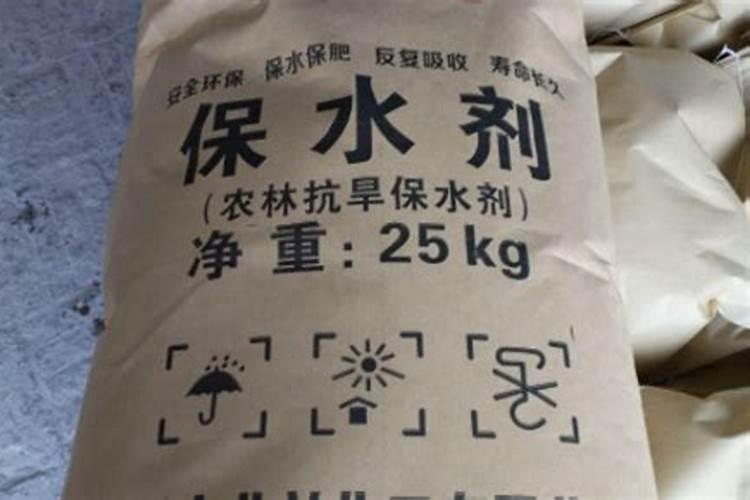 安全环保 保水保肥 反复吸收 寿命长久
保水剂
(农林抗旱保水剂)
净重:25kg